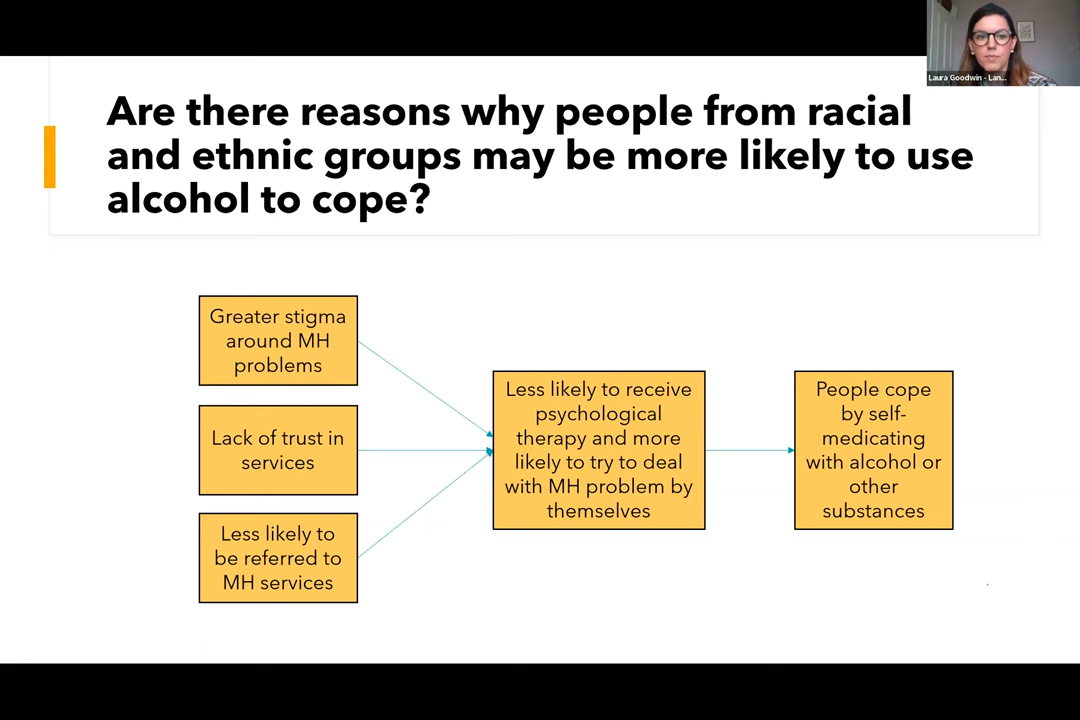 Laura Goodwin - Lan...
Are there reasons why people from racial
and ethnic groups may be more likely to use
alcohol to cope?
Greater stigma
around MH
problems
Lack of trust in
services
Less likely to
be referred to
MH services
Less likely to receive
psychological
therapy and more
likely to try to deal
with MH problem by
themselves
People cope
by self-
medicating
with alcohol or
other
substances